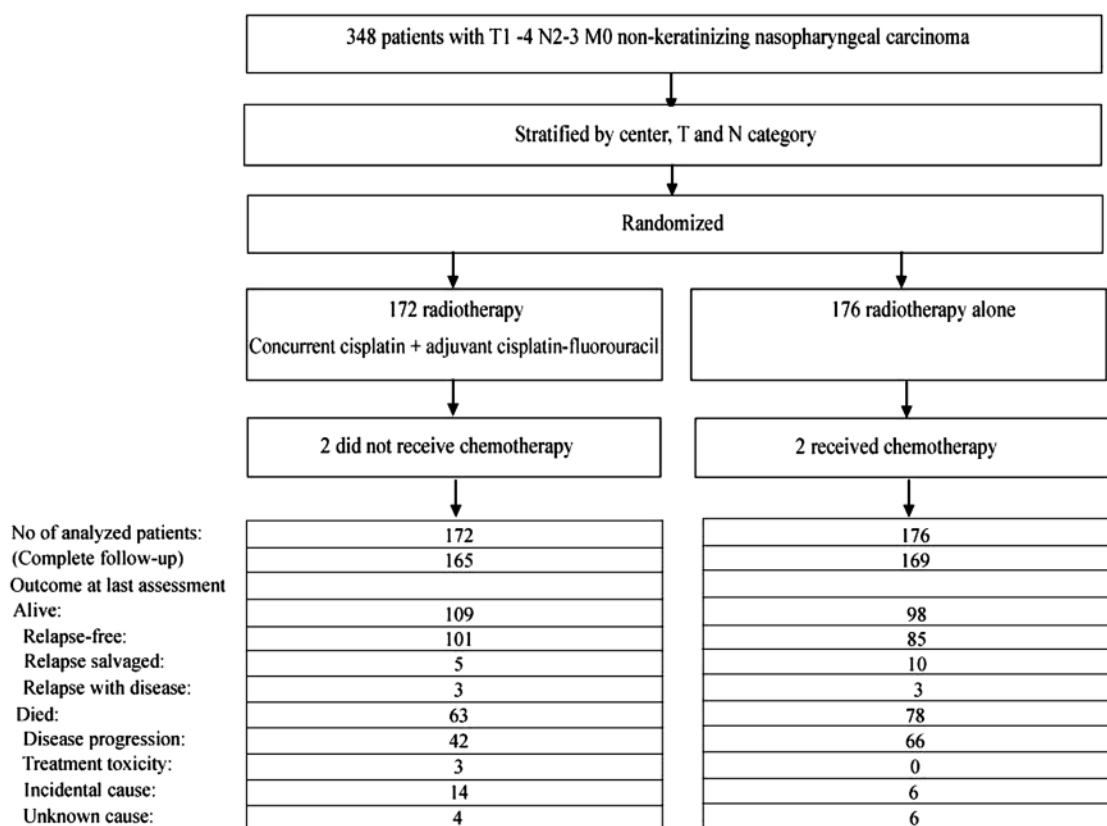 348 patients with T1 -4 N2-3 M0 non-keratinizing nasopharyngeal carcinoma
Stratified by center, T and N category
Randomized
172 radiotherapy
Concurrent cisplatin + adjuvant cisplatin-fluorouracil
176 radiotherapy alone
2 did not receive chemotherapy
2 received chemotherapy
No of analyzed patients: 172 176
(Complete follow-up) 165 169
Outcome at last assessment
Alive: 109 98
Relapse-free: 101 85
Relapse salvaged: 5 10
Relapse with disease: 3 3
Died: 63 78
Disease progression: 42 66
Treatment toxicity: 3 0
Incidental cause: 14 6
Unknown cause: 4 6